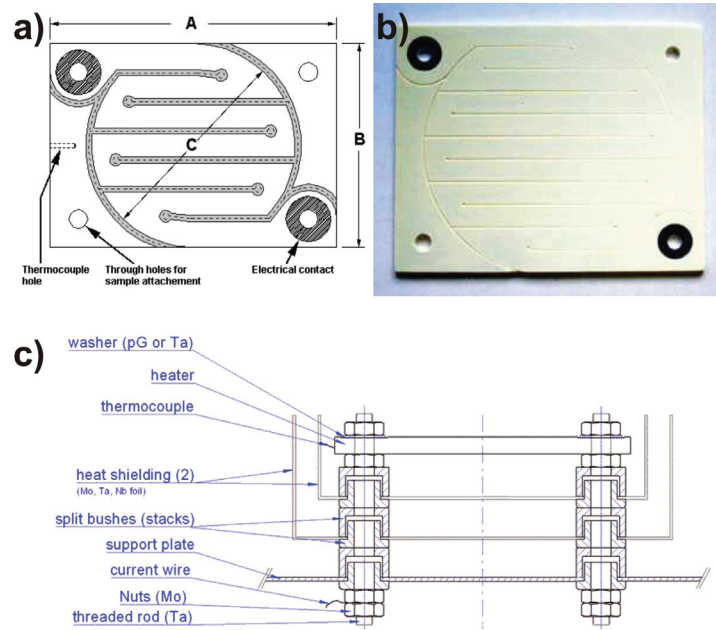 a)
A
B
C
Thermocouple
hole
Through holes for
sample attachement
Electrical contact
b)
c)
washer (pG or Ta)
heater
thermocouple
heat shielding (2)
(Mo, Ta, Nb foil)
split bushes (stacks)
support plate
current wire
Nuts (Mo)
threaded rod (Ta)